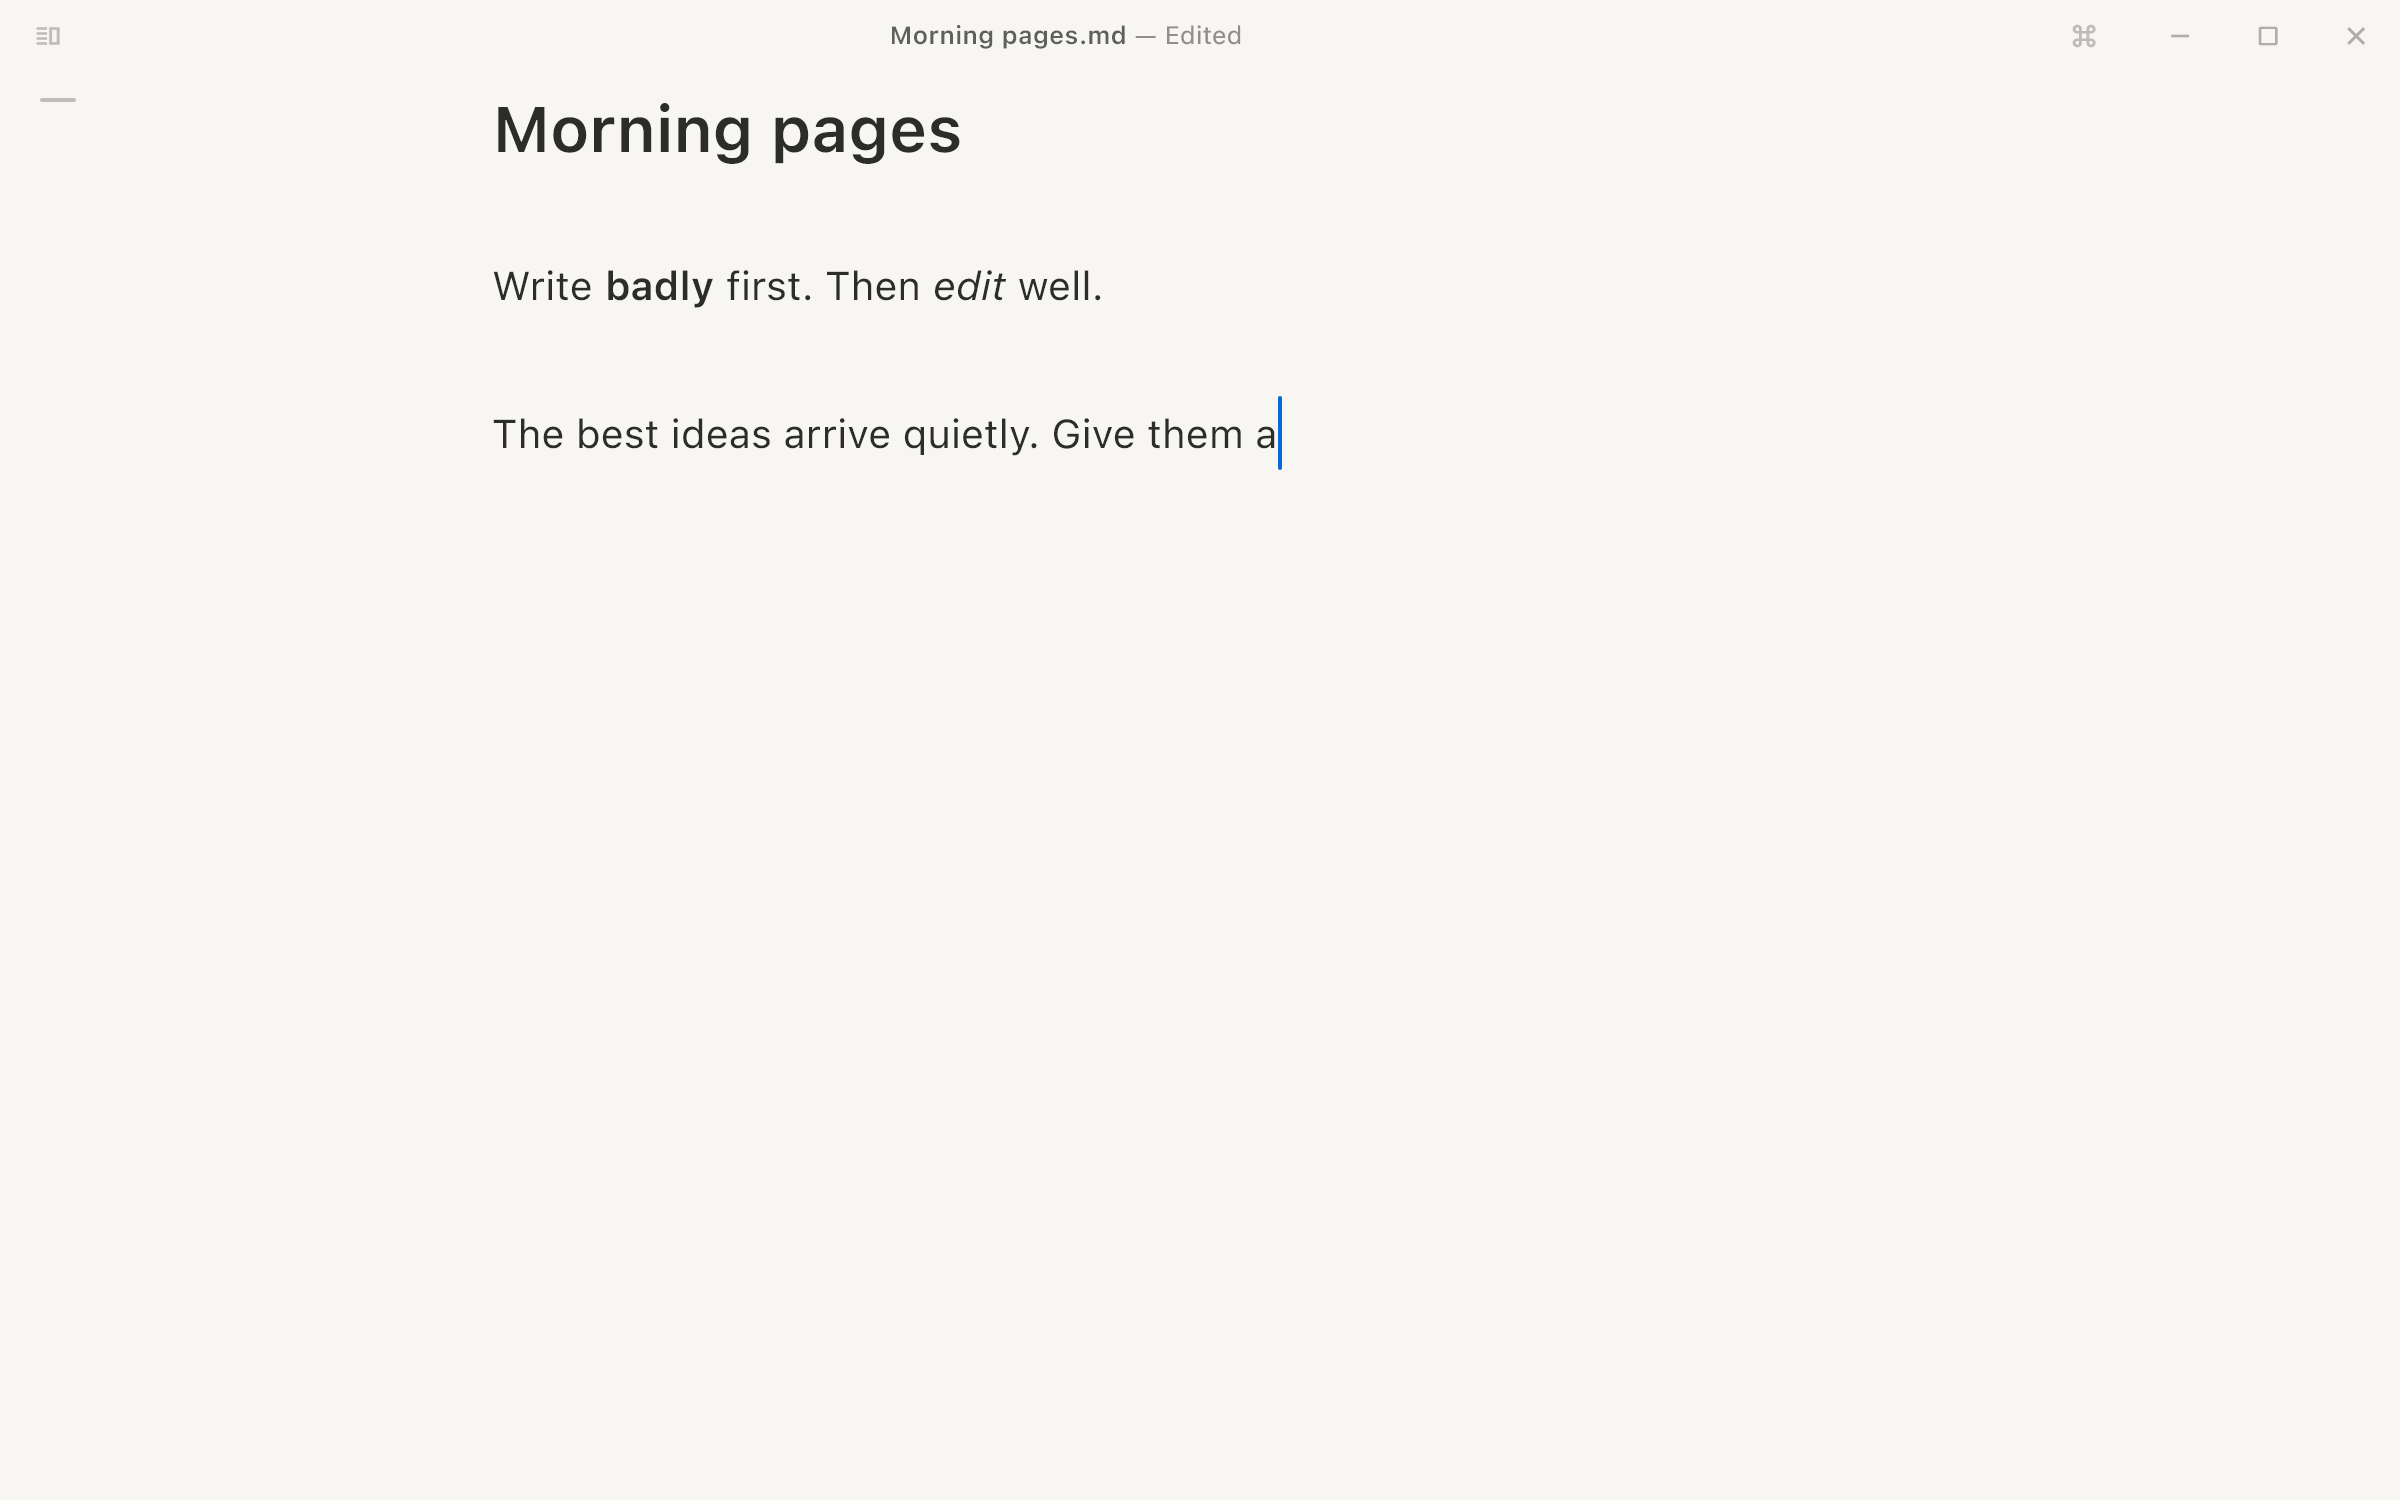 Morning pages.md — Edited
Morning pages
Write badly first. Then edit well.
The best ideas arrive quietly. Give them a